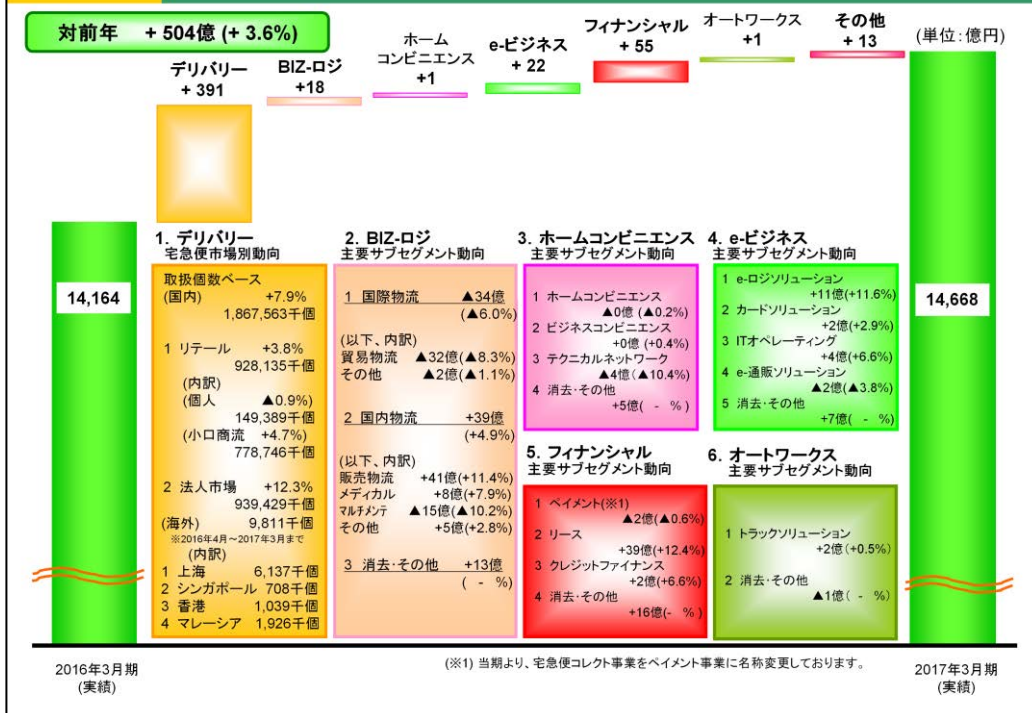 対前年 + 504億 (+ 3.6%)
デリバリー
+ 391
BIZ-ロジ
+18
ホーム
コンビニエンス
+1
e-ビジネス
+ 22
フィナンシャル
+ 55
オートワークス
+1
その他
+ 13
(単位:億円)
14,164
14,668
1. デリバリー
宅急便市場別動向
取扱個数ベース
(国内) +7.9%
1,867,563千個
1 リテール +3.8%
928,135千個
(内訳)
(個人 ▲0.9%)
149,389千個
(小口商流 +4.7%)
778,746千個
2 法人市場 +12.3%
939,429千個
(海外) 9,811千個
※2016年4月~2017年3月まで
(内訳)
1 上海 6,137千個
2 シンガポール 708千個
3 香港 1,039千個
4 マレーシア 1,926千個
2. BIZ-ロジ
主要サブセグメント動向
1 国際物流 ▲34億
(▲6.0%)
(以下、内訳)
貿易物流 ▲32億(▲8.3%)
その他 ▲2億(▲1.1%)
2 国内物流 +39億
(+4.9%)
(以下、内訳)
販売物流 +41億(+11.4%)
メディカル +8億(+7.9%)
マルチメンテ ▲15億(▲10.2%)
その他 +5億(+2.8%)
3 消去・その他 +13億
( - %)
3. ホームコンビニエンス
主要サブセグメント動向
1 ホームコンビニエンス
▲0億 (▲0.2%)
2 ビジネスコンビニエンス
+0億 (+0.4%)
3 テクニカルネットワーク
▲4億(▲10.4%)
4 消去・その他
+5億( - %)
4. e-ビジネス
主要サブセグメント動向
1 e-ロジソリューション
+11億(+11.6%)
2 カードソリューション
+2億(+2.9%)
3 ITオペレーティング
+4億(+6.6%)
4 e-通販ソリューション
▲2億(▲3.8%)
5 消去・その他
+7億( - %)
5. フィナンシャル
主要サブセグメント動向
1 ペイメント(※1)
▲2億(▲0.6%)
2 リース
+39億(+12.4%)
3 クレジットファイナンス
+2億(+6.6%)
4 消去・その他
+16億(- %)
6. オートワークス
主要サブセグメント動向
1 トラックソリューション
+2億(+0.5%)
2 消去・その他
▲1億( - %)
2016年3月期
(実績)
(※1) 当期より、宅急便コレクト事業をペイメント事業に名称変更しております。
2017年3月期
(実績)